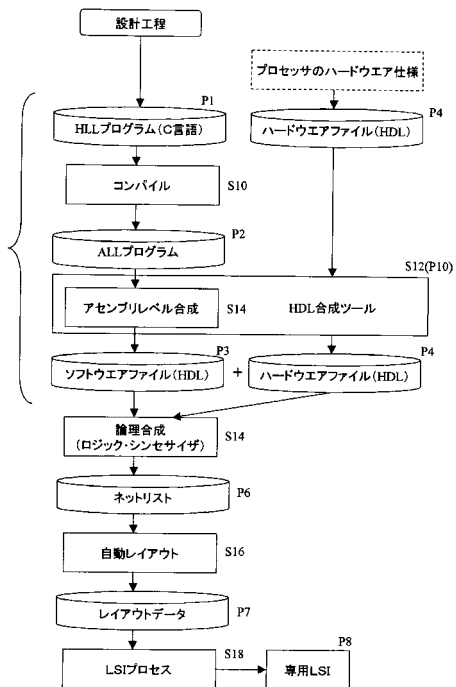 設計工程
プロセッサのハードウエア仕様
P1
HLLプログラム(C言語)
P4
ハードウエアファイル(HDL)
コンパイル
S10
P2
ALLプログラム
S12(P10)
アセンブリレベル合成
S14
HDL合成ツール
P3
ソフトウエアファイル(HDL)
+
P4
ハードウエアファイル(HDL)
論理合成
(ロジック・シンセサイザ)
S14
ネットリスト
P6
自動レイアウト
S16
レイアウトデータ
P7
LSIプロセス
S18
P8
専用LSI